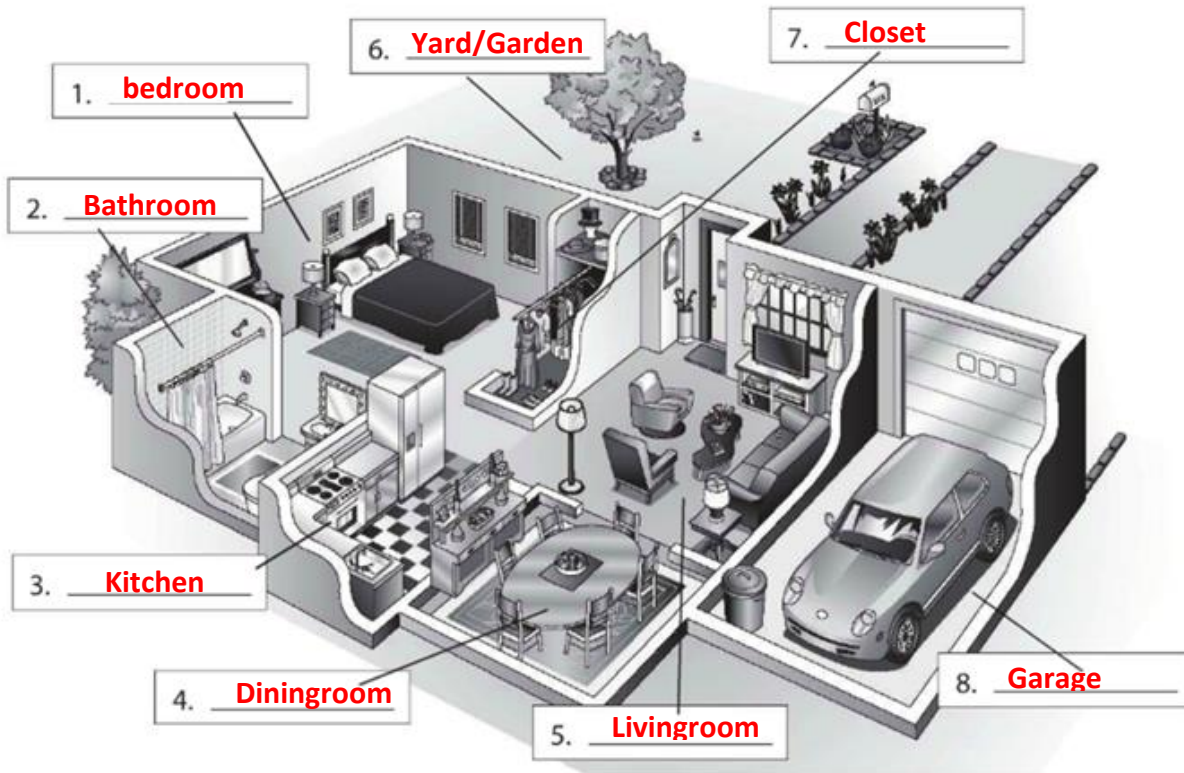 1. bedroom
2. Bathroom
3. Kitchen
4. Diningroom
5. Livingroom
6. Yard/Garden
7. Closet
8. Garage